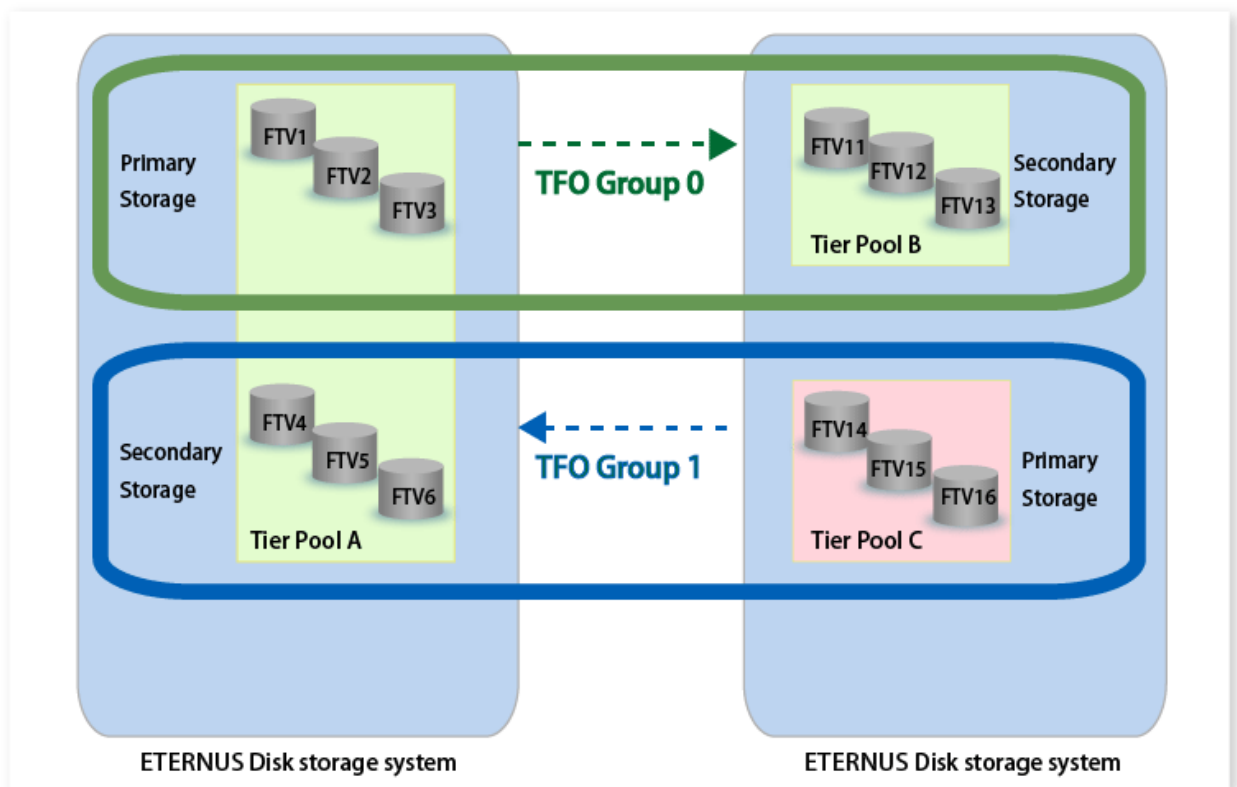 FTV1
FTV2
FTV3
Primary
Storage
TFO Group 0
FTV11
FTV12
FTV13
Secondary
Storage
Tier Pool B
FTV4
FTV5
FTV6
Secondary
Storage
Tier Pool A
TFO Group 1
FTV14
FTV15
FTV16
Primary
Storage
Tier Pool C
ETERNUS Disk storage system
ETERNUS Disk storage system